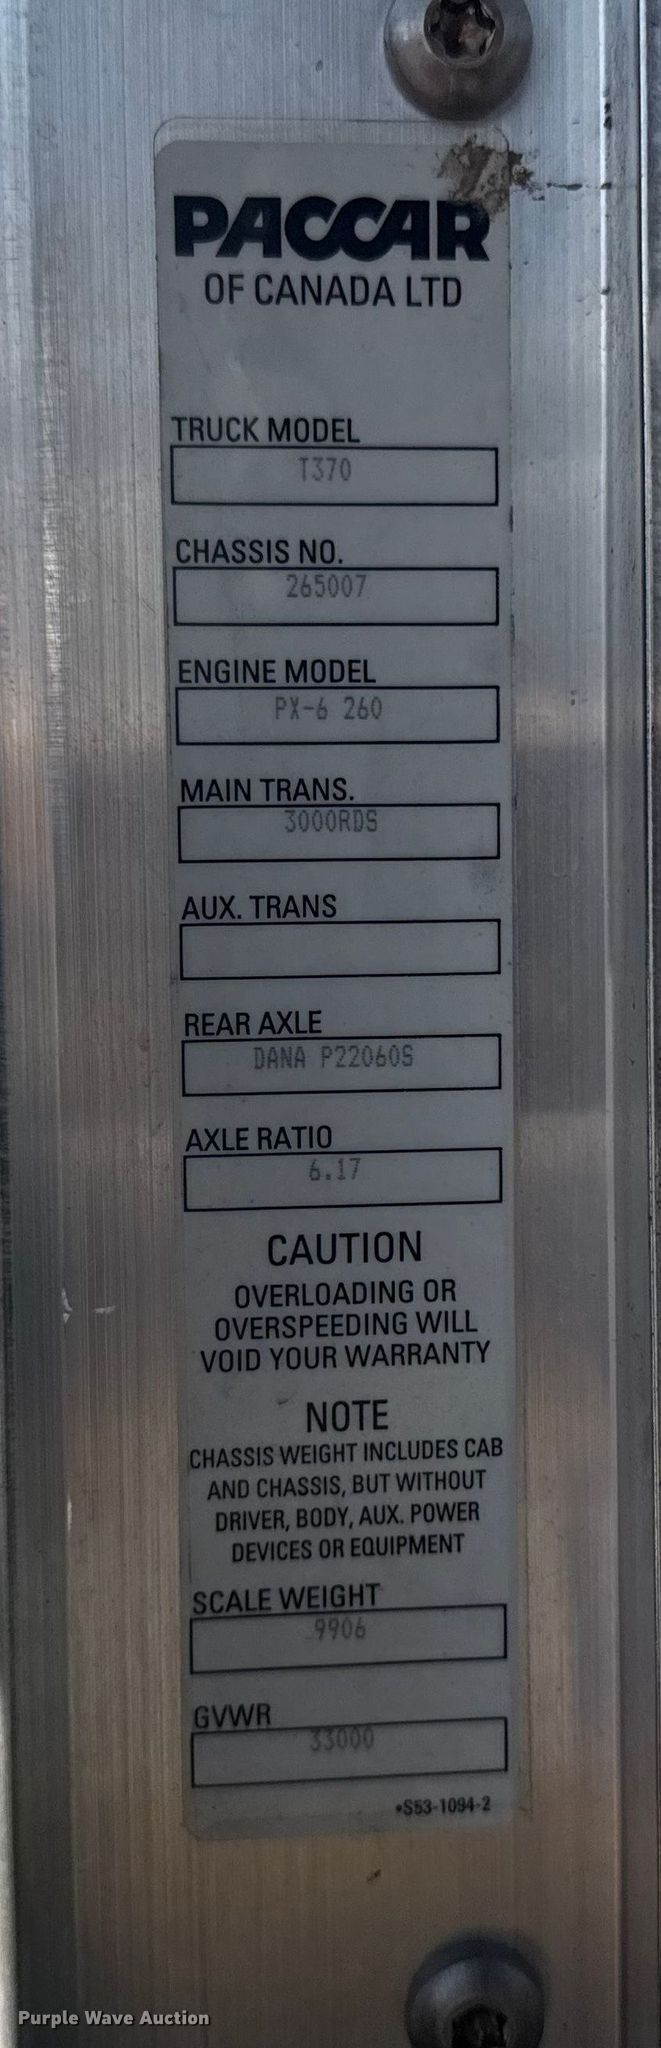 PACCAR
OF CANADA LTD
TRUCK MODEL
T370
CHASSIS NO.
265007
ENGINE MODEL
PX-6 260
MAIN TRANS.
3000RDS
AUX. TRANS
REAR AXLE
DANA P22060S
AXLE RATIO
6.17
CAUTION
OVERLOADING OR
OVERSPEEDING WILL
VOID YOUR WARRANTY
NOTE
CHASSIS WEIGHT INCLUDES CAB
AND CHASSIS, BUT WITHOUT
DRIVER, BODY, AUX. POWER
DEVICES OR EQUIPMENT
SCALE WEIGHT
9906
GVWR
33000
•S53-1094-2
Purple Wave Auction